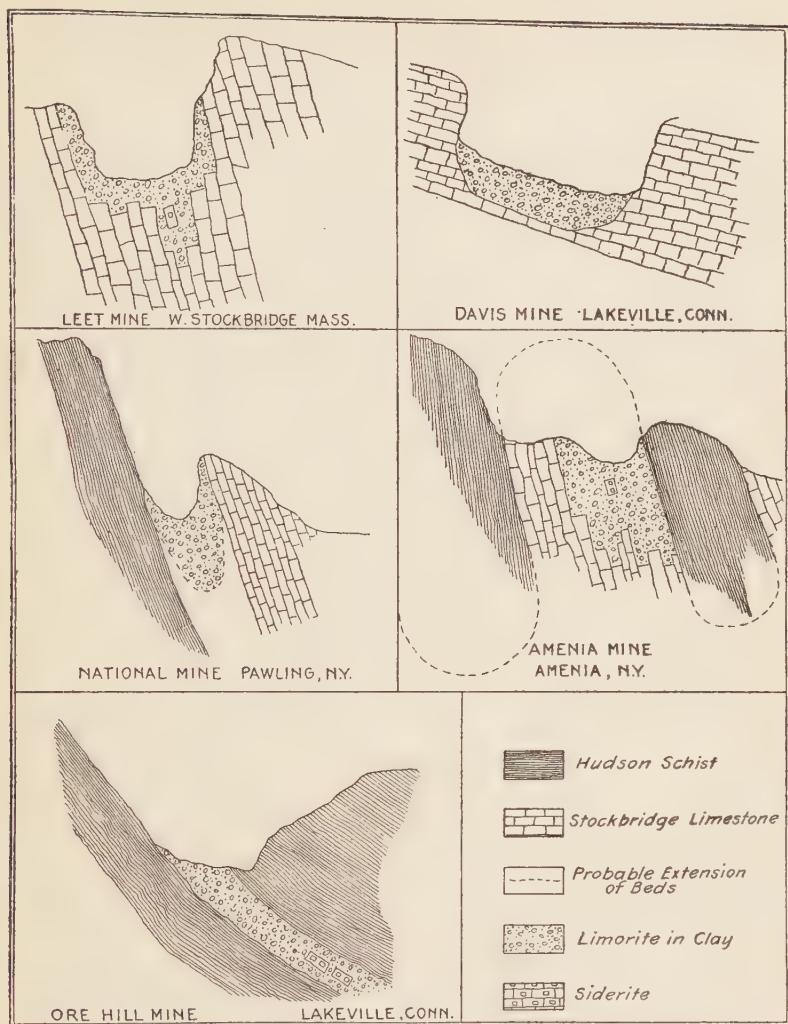 LEET MINE W. STOCKBRIDGE MASS.
DAVIS MINE LAKEVILLE, CONN.
NATIONAL MINE PAWLING, N.Y.
AMENIA MINE
AMENIA, N.Y.
Hudson Schist
Stockbridge Limestone
Probable Extension
of Beds
Limorite in Clay
Siderite
ORE HILL MINE LAKEVILLE, CONN.